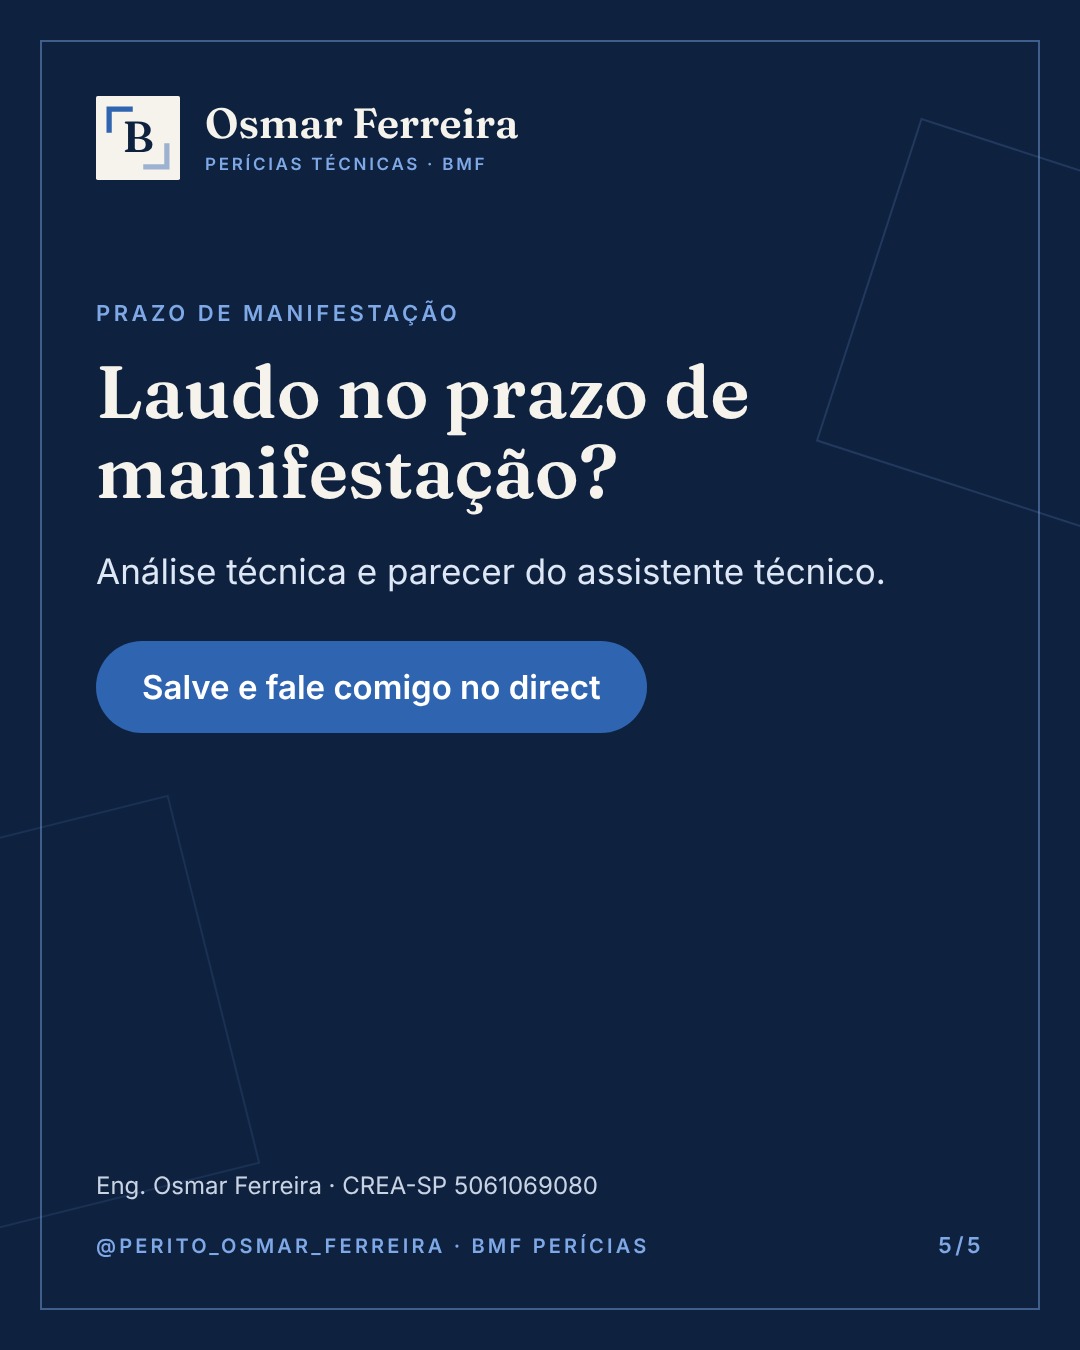 B
Osmar Ferreira
PERÍCIAS TÉCNICAS · BMF
PRAZO DE MANIFESTAÇÃO
Laudo no prazo de
manifestação?
Análise técnica e parecer do assistente técnico.
Salve e fale comigo no direct
Eng. Osmar Ferreira · CREA-SP 5061069080
@PERITO_OSMAR_FERREIRA · BMF PERÍCIAS
5/5